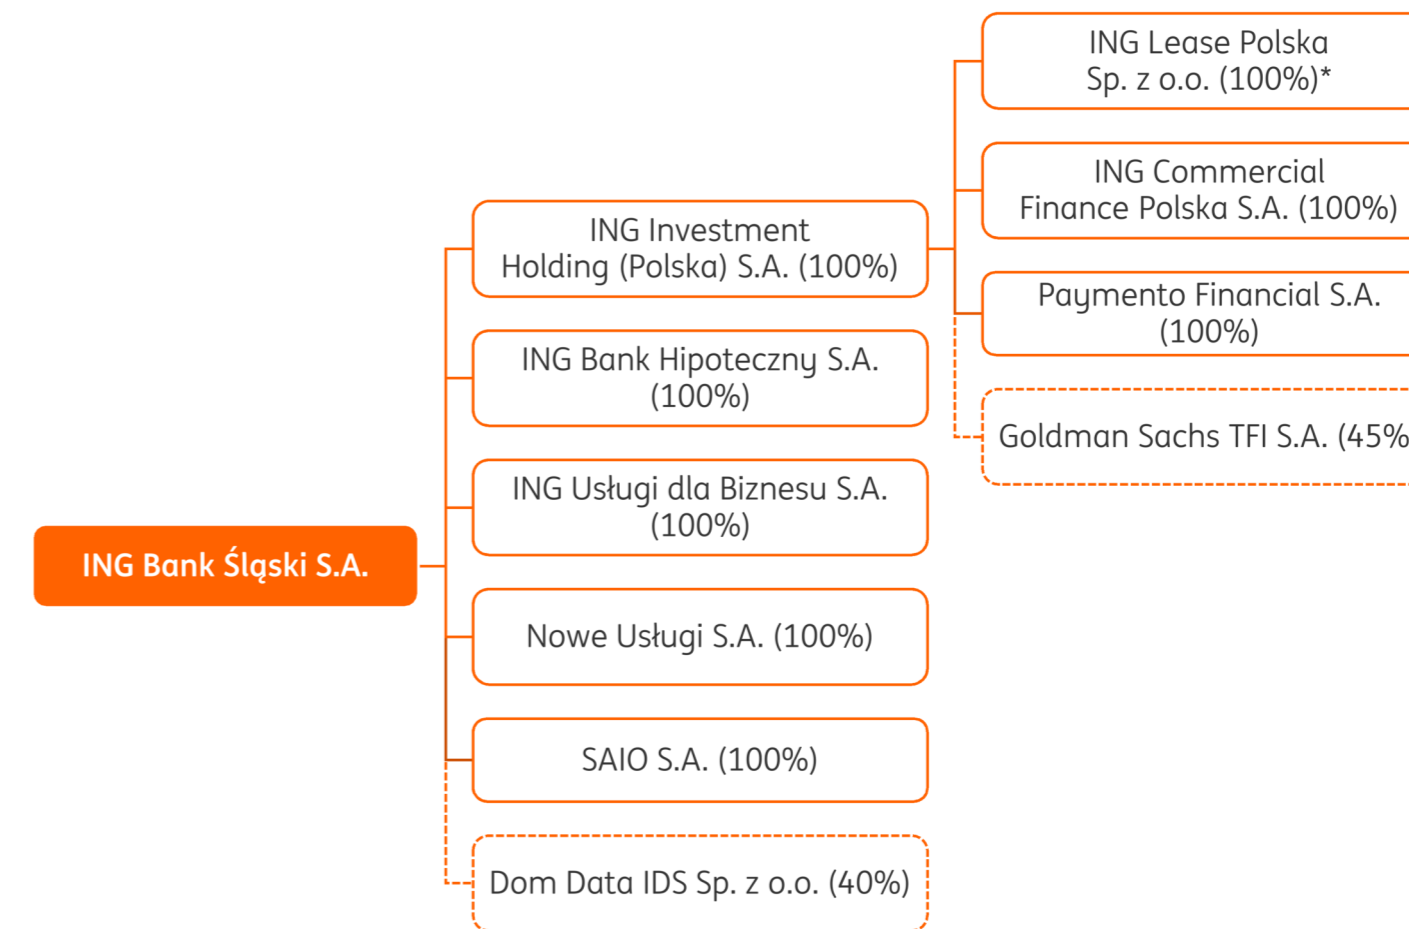 ING Lease Polska
Sp. z o.o. (100%)*
ING Commercial
Finance Polska S.A. (100%)
ING Investment
Holding (Polska) S.A. (100%)
Paymento Financial S.A.
(100%)
ING Bank Hipoteczny S.A.
(100%)
Goldman Sachs TFI S.A. (45%
ING Usługi dla Biznesu S.A.
(100%)
ING Bank Śląski S.A.
Nowe Usługi S.A. (100%)
SAIO S.A. (100%)
Dom Data IDS Sp. z o.o. (40%)